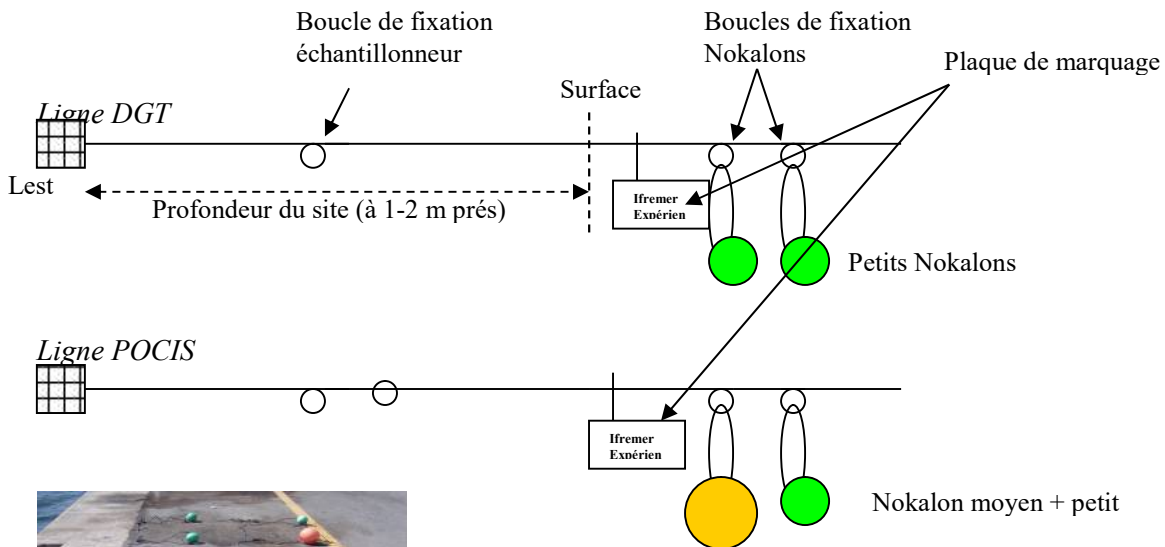 Boucle de fixation
échantillonneur
Boucles de fixation
Nokalons
Plaque de marquage
Surface
Ligne DGT
Lest
Profondeur du site (à 1-2 m prés)
Ifremer
Expérien
Petits Nokalons
Ligne POCIS
Ifremer
Expérien
Nokalon moyen + petit